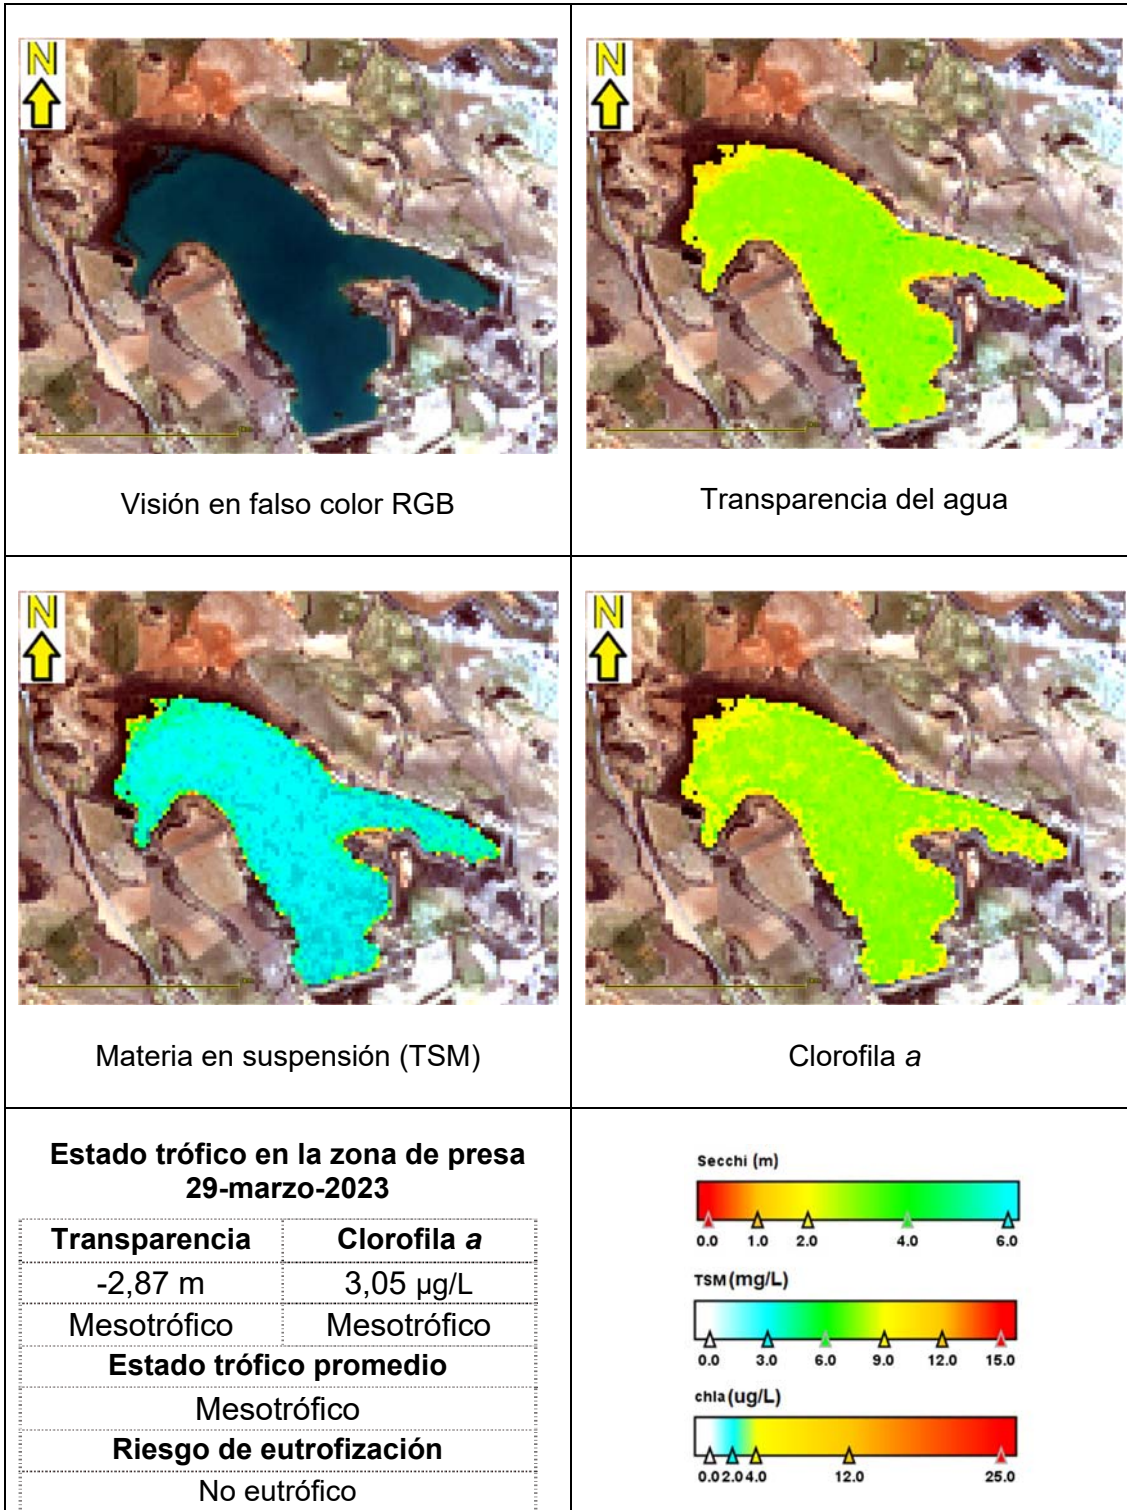 N
N
Visión en falso color RGB
Transparencia del agua
N
N
Materia en suspensión (TSM)
Clorofila a
Estado trófico en la zona de presa
29-marzo-2023
Transparencia Clorofila a
-2,87 m 3,05 µg/L
Mesotrófico Mesotrófico
Estado trófico promedio
Mesotrófico
Riesgo de eutrofización
No eutrófico
Secchi (m)
0.0 1.0 2.0 4.0 6.0
TSM (mg/L)
0.0 3.0 6.0 9.0 12.0 15.0
chla (ug/L)
0.0 2.0 4.0 12.0 25.0